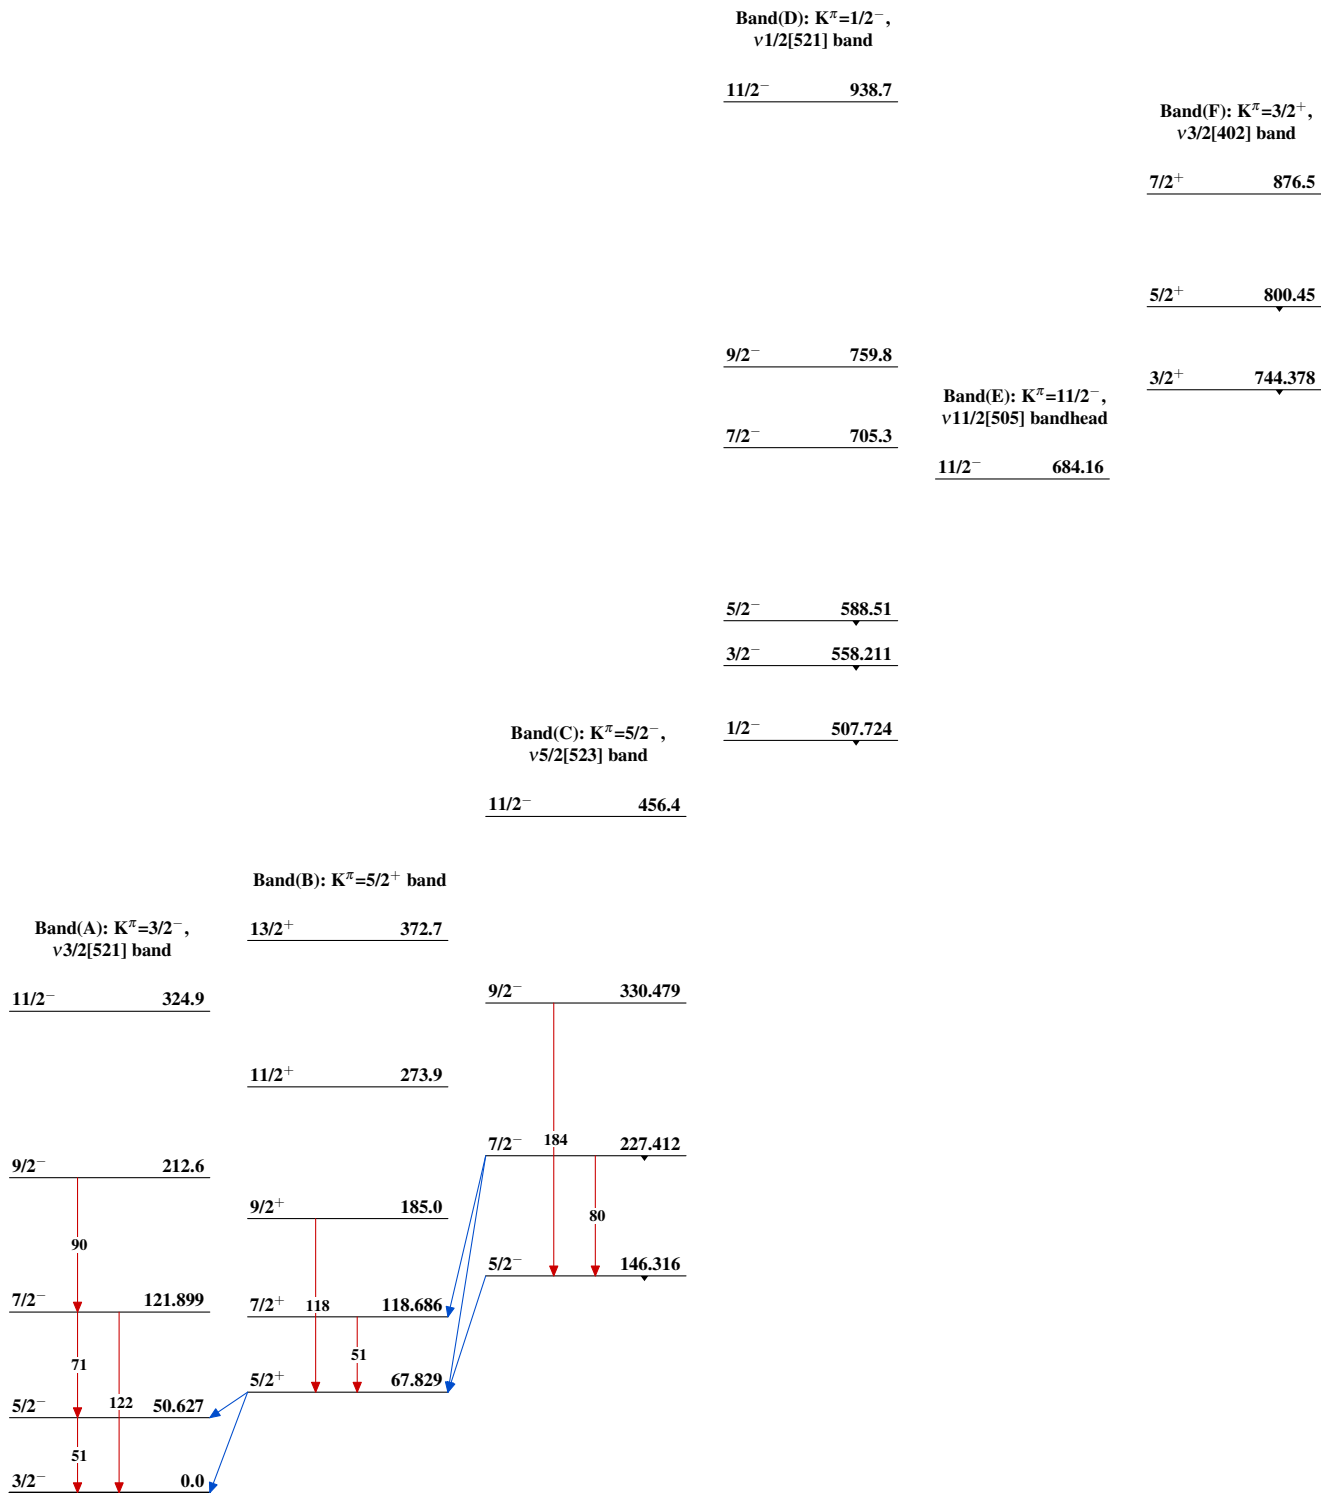 Band(A): Kπ=3/2−,
ν3/2[521] band
11/2− 324.9
9/2− 212.6
90
7/2− 121.899
71
122
5/2− 50.627
51
3/2− 0.0
Band(B): Kπ=5/2+ band
13/2+ 372.7
11/2+ 273.9
9/2+ 185.0
118
7/2+ 118.686
51
5/2+ 67.829
Band(C): Kπ=5/2−,
ν5/2[523] band
11/2− 456.4
9/2− 330.479
184
7/2− 227.412
80
5/2− 146.316
Band(D): Kπ=1/2−,
ν1/2[521] band
11/2− 938.7
9/2− 759.8
7/2− 705.3
5/2− 588.51
3/2− 558.211
1/2− 507.724
Band(E): Kπ=11/2−,
ν11/2[505] bandhead
11/2− 684.16
Band(F): Kπ=3/2+,
ν3/2[402] band
7/2+ 876.5
5/2+ 800.45
3/2+ 744.378